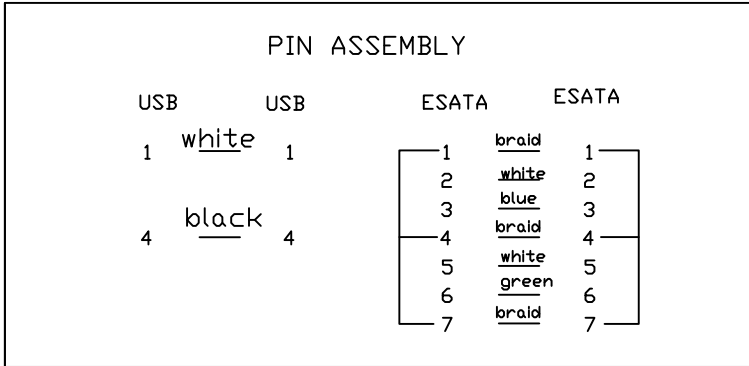 PIN ASSEMBLY
USB USB
1 white 1
4 black 4
ESATA ESATA
1 braid 1
2 white 2
3 blue 3
4 braid 4
5 white 5
6 green 6
7 braid 7